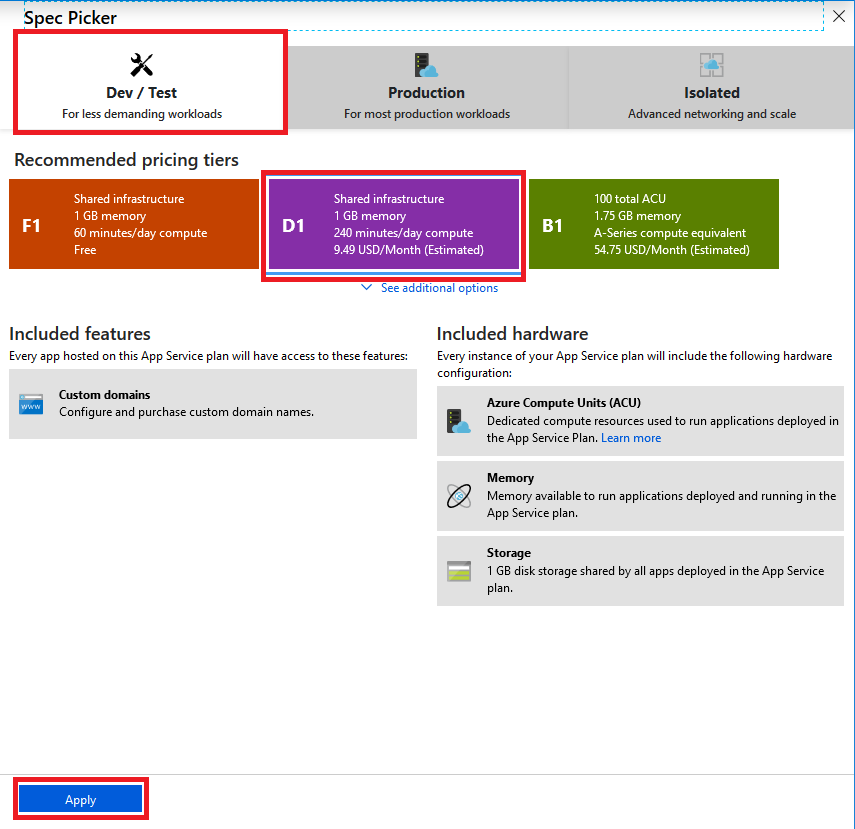 Spec Picker
Dev / Test
For less demanding workloads
Production
For most production workloads
Isolated
Advanced networking and scale
Recommended pricing tiers
F1
Shared infrastructure
1 GB memory
60 minutes/day compute
Free
D1
Shared infrastructure
1 GB memory
240 minutes/day compute
9.49 USD/Month (Estimated)
B1
100 total ACU
1.75 GB memory
A-Series compute equivalent
54.75 USD/Month (Estimated)
See additional options
Included features
Every app hosted on this App Service plan will have access to these features:
www
Custom domains
Configure and purchase custom domain names.
Included hardware
Every instance of your App Service plan will include the following hardware
configuration:
Azure Compute Units (ACU)
Dedicated compute resources used to run applications deployed in
the App Service Plan. Learn more
Memory
Memory available to run applications deployed and running in the
App Service plan.
Storage
1 GB disk storage shared by all apps deployed in the App Service
plan.
Apply